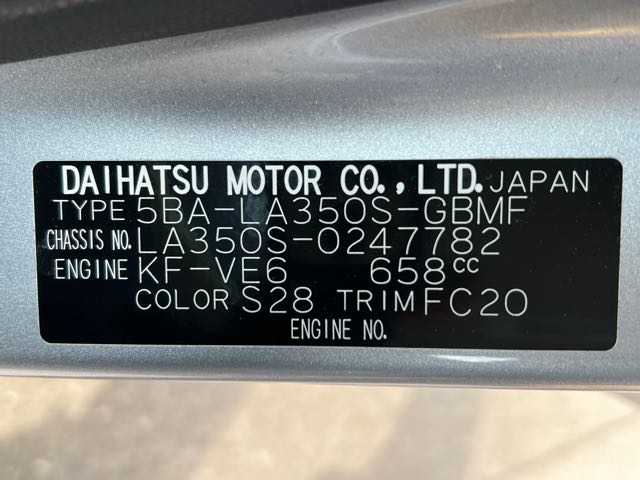 DAIHATSU MOTOR CO., LTD. JAPAN
TYPE 5BA-LA350S-GBMF
CHASSIS NO. LA350S-0247782
ENGINE KF-VE6 658cc
COLOR S28 TRIM FC20
ENGINE NO.